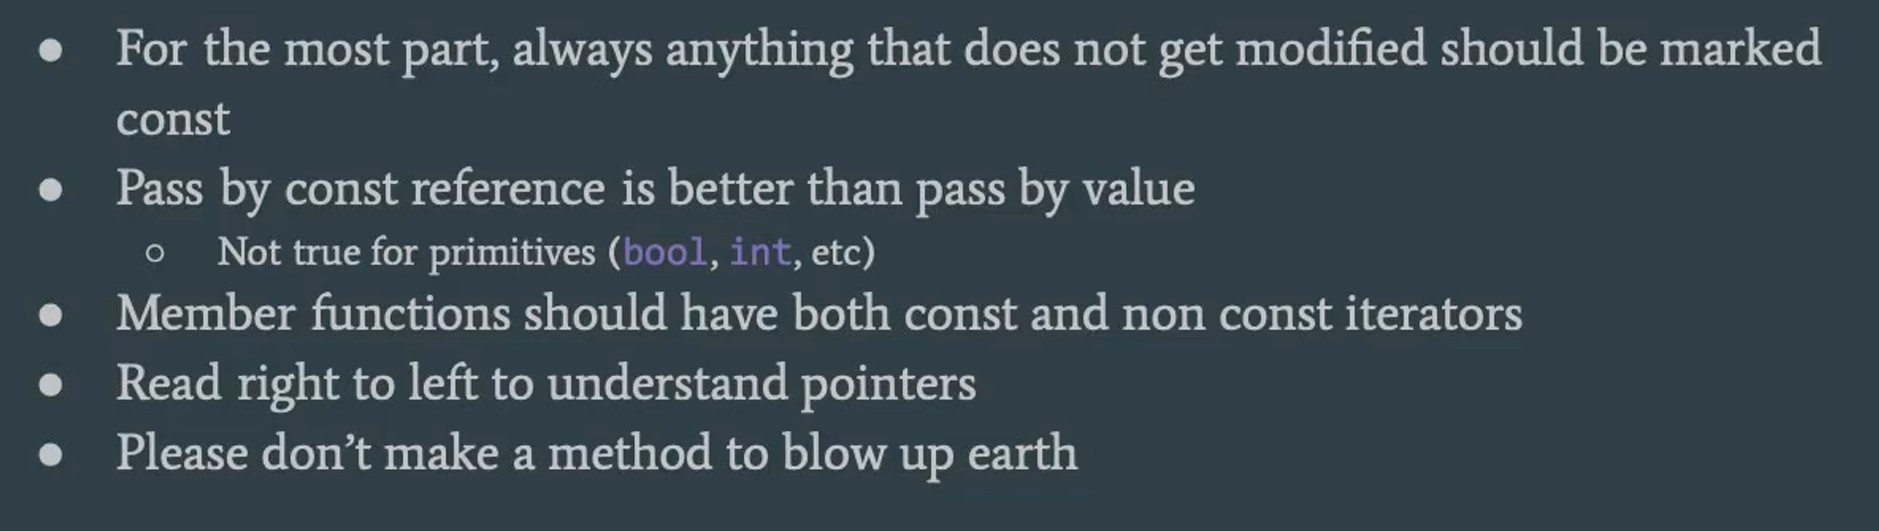 ● For the most part, always anything that does not get modified should be marked
const
● Pass by const reference is better than pass by value
○ Not true for primitives (bool, int, etc)
● Member functions should have both const and non const iterators
● Read right to left to understand pointers
● Please don’t make a method to blow up earth